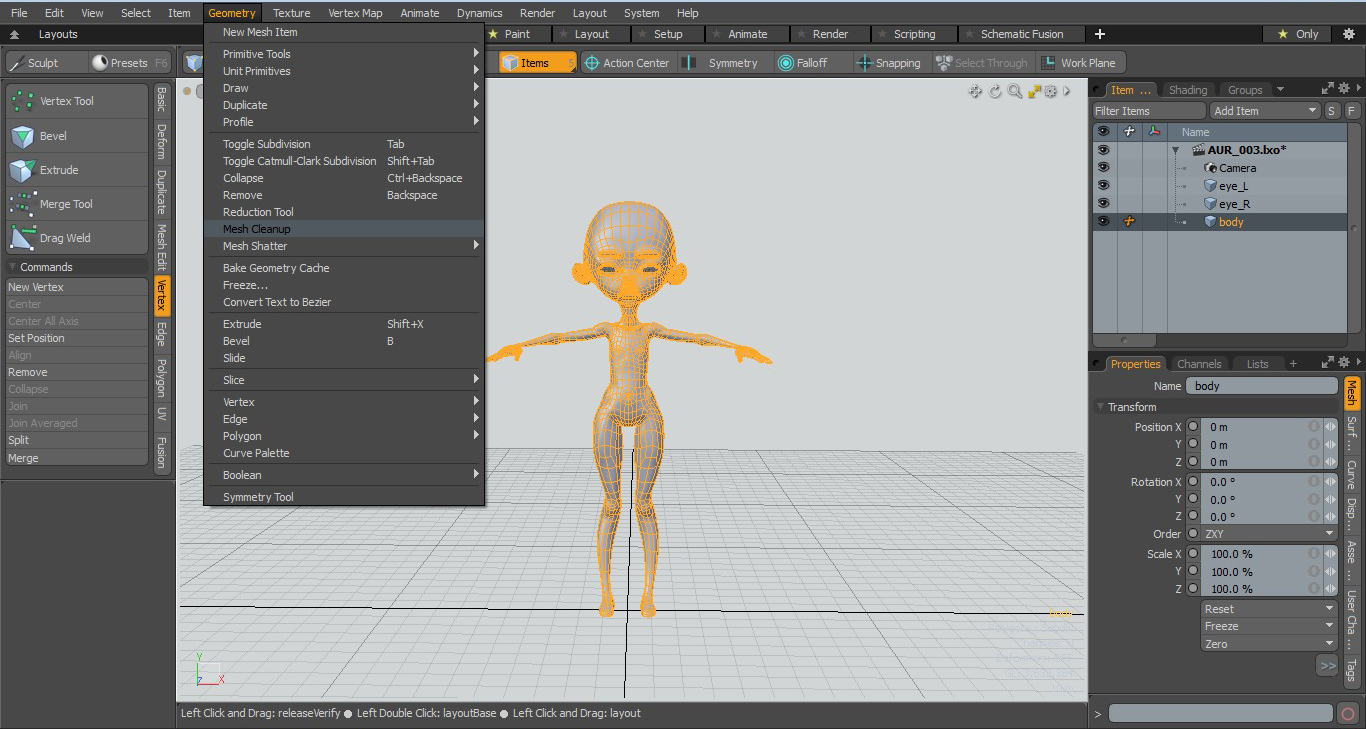 File Edit View Select Item Geometry Texture Vertex Map Animate Dynamics Render Layout System Help
Layouts Paint Layout Setup Animate Render Scripting Schematic Fusion + Only
Sculpt Presets F6 Items 5 Action Center Symmetry Falloff Snapping Select Through Work Plane
Vertex Tool
Bevel
Extrude
Merge Tool
Drag Weld
Commands
New Vertex
Center
Center All Axis
Set Position
Align
Remove
Collapse
Join
Join Averaged
Split
Merge
Basic
Deform
Duplicate
Mesh Edit
Vertex
Edge
Polygon
UV
Fusion
New Mesh Item
Primitive Tools
Unit Primitives
Draw
Duplicate
Profile
Toggle Subdivision Tab
Toggle Catmull-Clark Subdivision Shift+Tab
Collapse Ctrl+Backspace
Remove Backspace
Reduction Tool
Mesh Cleanup
Mesh Shatter
Bake Geometry Cache
Freeze...
Convert Text to Bezier
Extrude Shift+X
Bevel B
Slide
Slice
Vertex
Edge
Polygon
Curve Palette
Boolean
Symmetry Tool
Y
Z X
Left Click and Drag: releaseVerify ● Left Double Click: layoutBase ● Left Click and Drag: layout
Item ... Shading Groups
Filter Items Add Item S F
Name
AUR_003.lxo*
Camera
eye_L
eye_R
body
Properties Channels Lists +
Name body
Transform
Position X 0 m
Y 0 m
Z 0 m
Rotation X 0.0 °
Y 0.0 °
Z 0.0 °
Order ZXY
Scale X 100.0 %
Y 100.0 %
Z 100.0 %
Reset
Freeze
Zero
>>
Mesh
Surf ...
Curve
Disp ...
Asse ...
User Cha ...
Tags
>